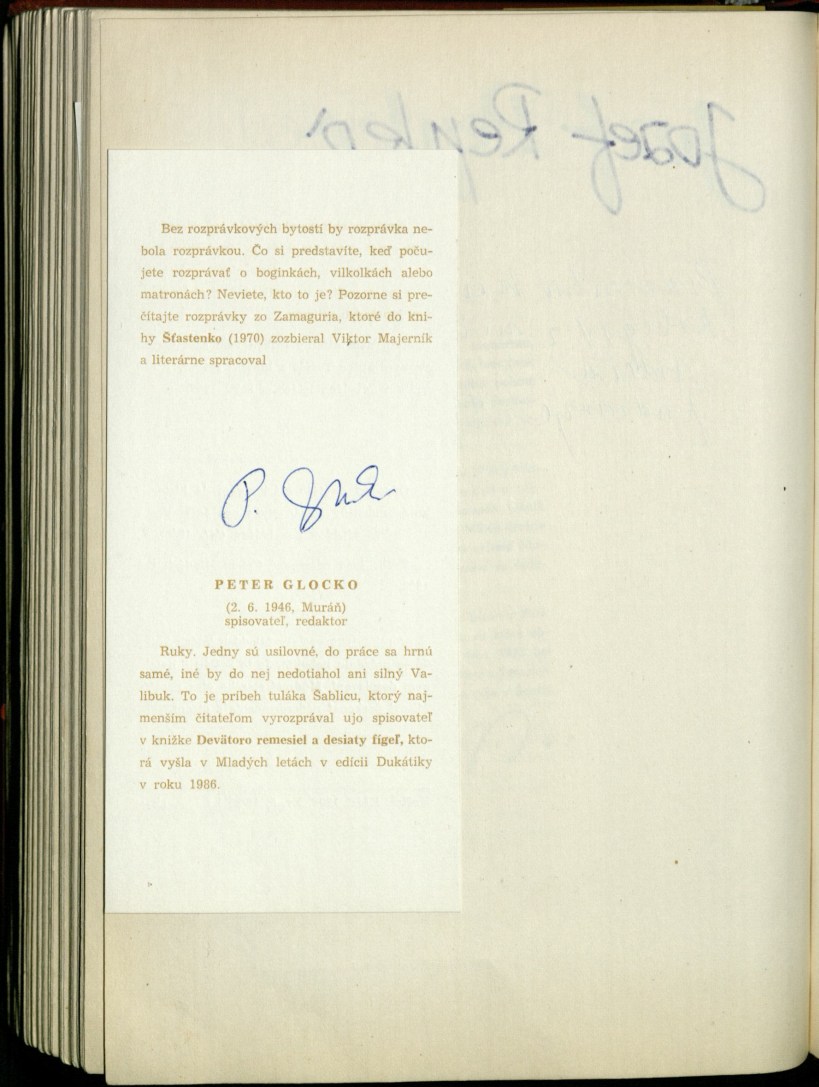 Bez rozprávkových bytostí by rozprávka ne-
bola rozprávkou. Čo si predstavíte, keď poču-
jete rozprávať o boginkách, vilkolkách alebo
matronách? Neviete, kto to je? Pozorne si pre-
čítajte rozprávky zo Zamaguria, ktoré do kni-
hy Šťastenko (1970) zozbieral Viktor Majerník
a literárne spracoval
PETER GLOCKO
(2. 6. 1946, Muráň)
spisovateľ, redaktor
Ruky. Jedny sú usilovné, do práce sa hrnú
samé, iné by do nej nedotiahol ani silný Va-
libuk. To je príbeh tuláka Šablicu, ktorý naj-
menším čitateľom vyrozprával ujo spisovateľ
v knižke Devätoro remesiel a desiaty fígeľ, kto-
rá vyšla v Mladých letách v edícii Dukátiky
v roku 1986.